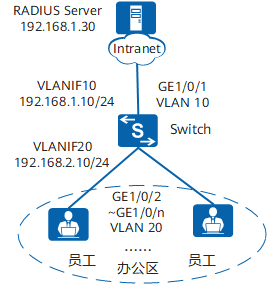 RADIUS Server
192.168.1.30
Intranet
VLANIF10
192.168.1.10/24
GE1/0/1
VLAN 10
S
Switch
VLANIF20
192.168.2.10/24
GE1/0/2
~GE1/0/n
VLAN 20
员工
......
员工
办公区